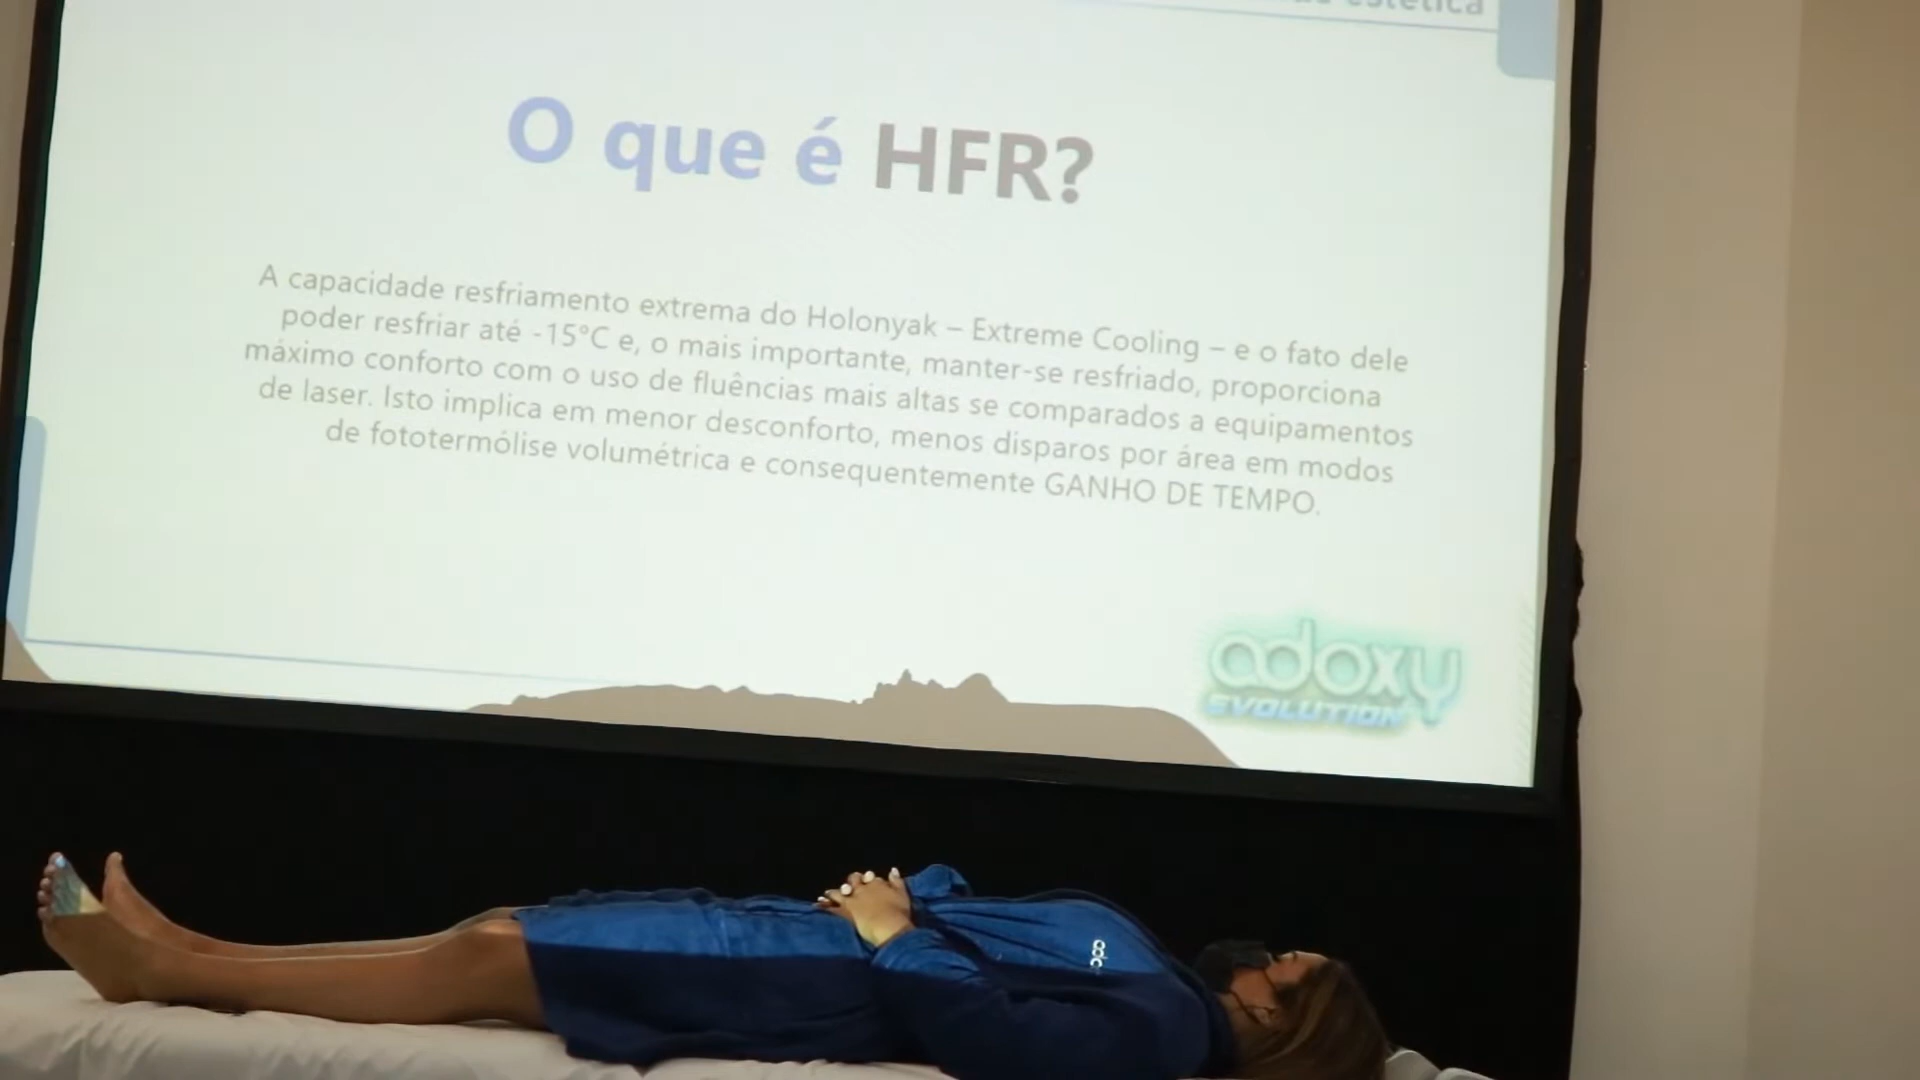 estética
O que é HFR?
A capacidade resfriamento extrema do Holonyak – Extreme Cooling – e o fato dele
poder resfriar até -15°C e, o mais importante, manter-se resfriado, proporciona
máximo conforto com o uso de fluências mais altas se comparados a equipamentos
de laser. Isto implica em menor desconforto, menos disparos por área em modos
de fototermólise volumétrica e consequentemente GANHO DE TEMPO.
adoxy
EVOLUTION